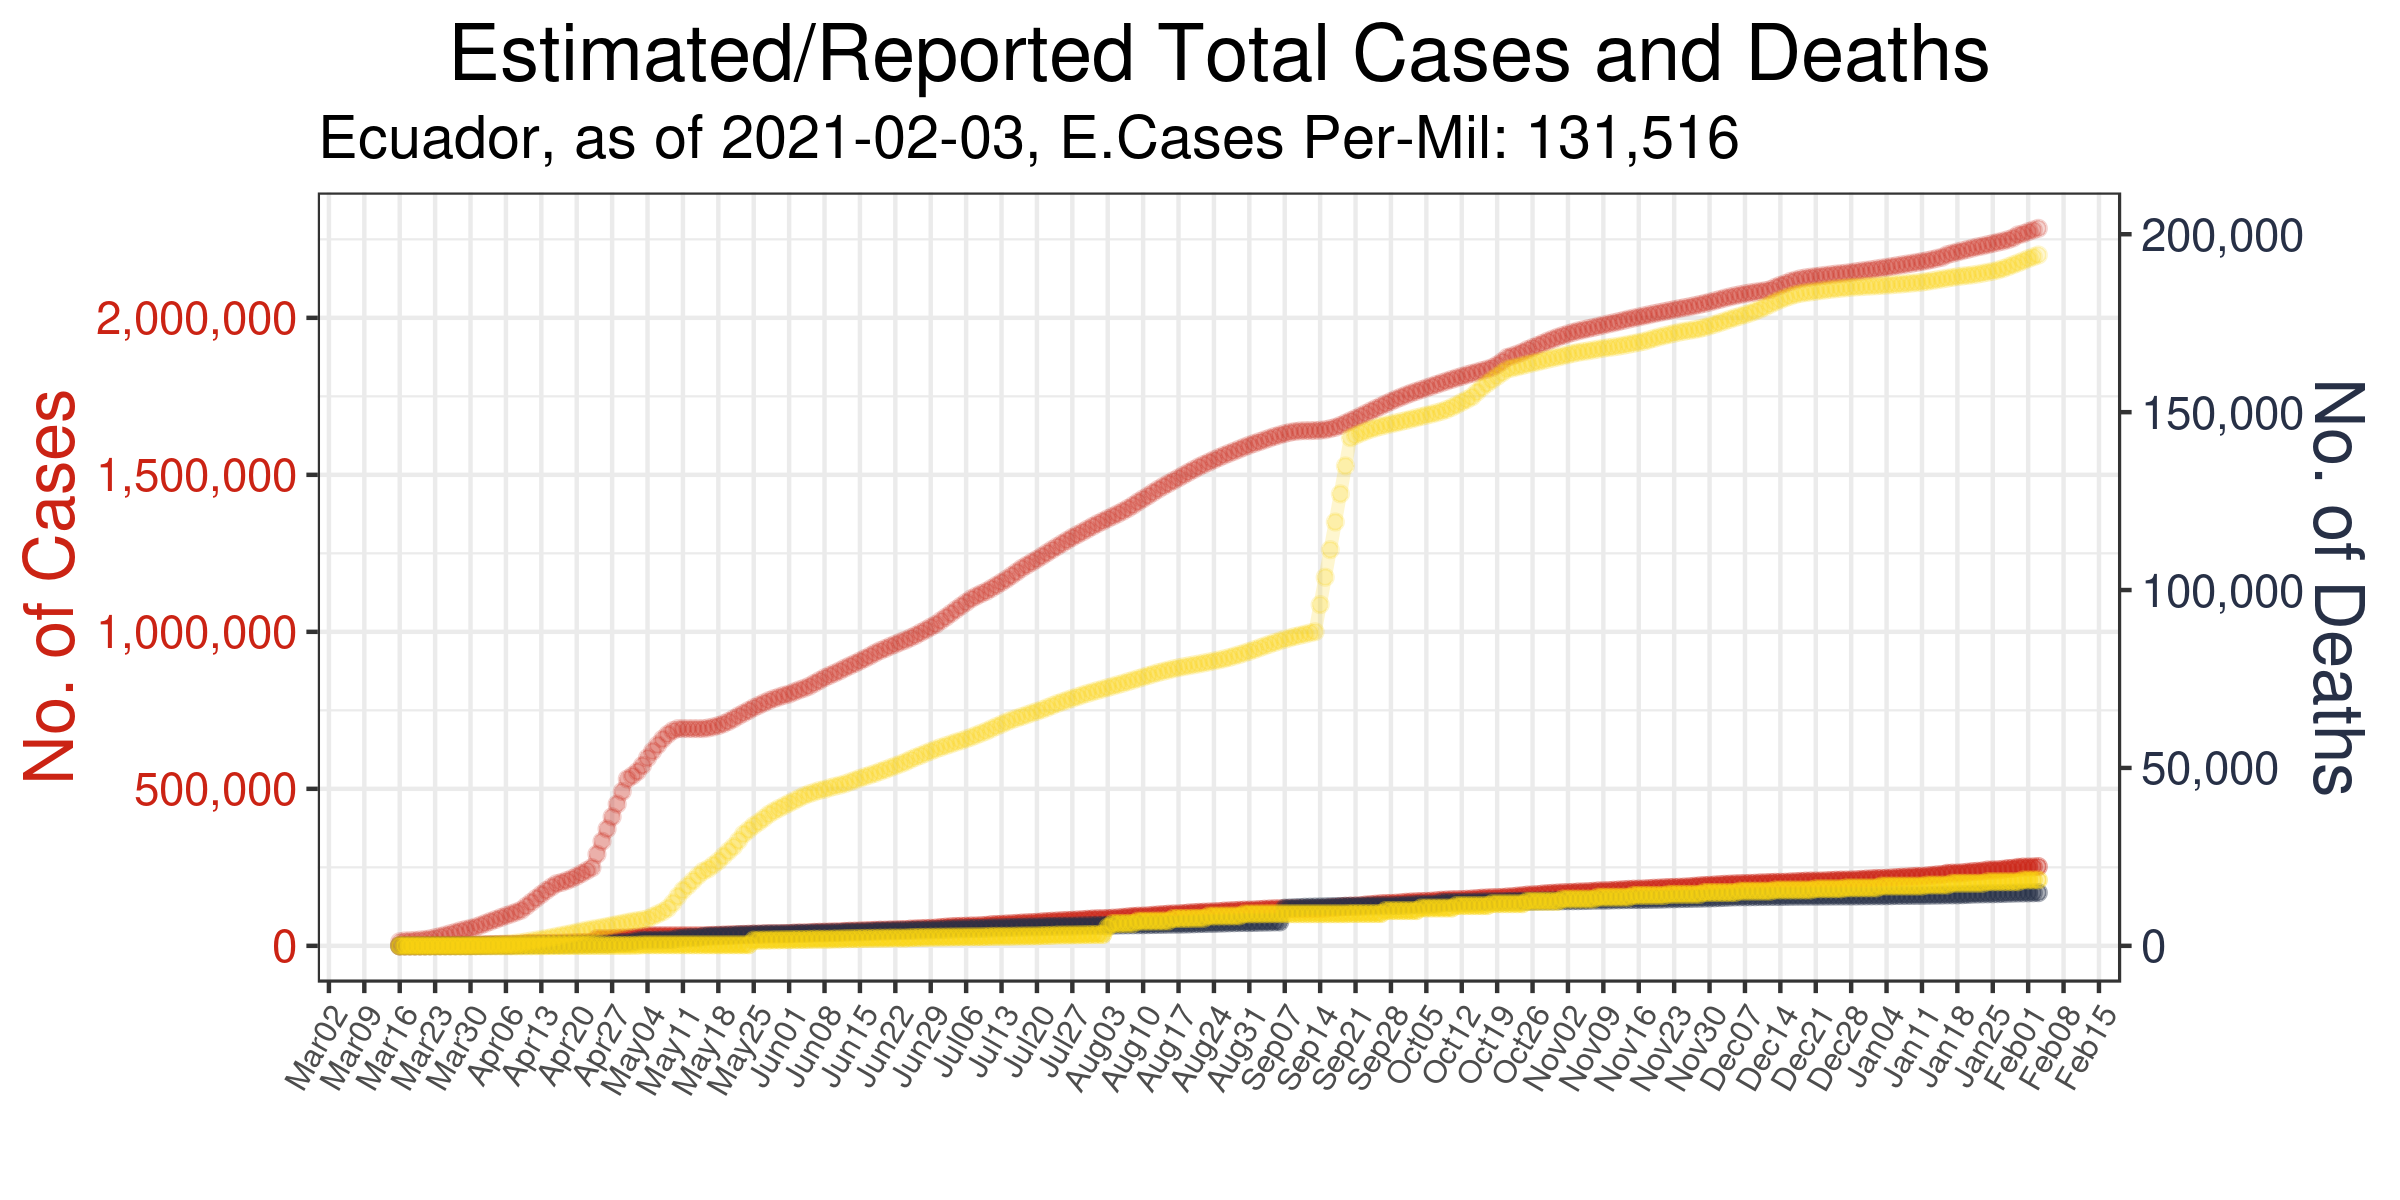 Estimated/Reported Total Cases and Deaths
Ecuador, as of 2021-02-03, E.Cases Per-Mil: 131,516
No. of Cases
2,000,000
1,500,000
1,000,000
500,000
0
200,000
150,000
100,000
50,000
0
No. of Deaths
Mar02
Mar09
Mar16
Mar23
Mar30
Apr06
Apr13
Apr20
Apr27
May04
May11
May18
May25
Jun01
Jun08
Jun15
Jun22
Jun29
Jul06
Jul13
Jul20
Jul27
Aug03
Aug10
Aug17
Aug24
Aug31
Sep07
Sep14
Sep21
Sep28
Oct05
Oct12
Oct19
Oct26
Nov02
Nov09
Nov16
Nov23
Nov30
Dec07
Dec14
Dec21
Dec28
Jan04
Jan11
Jan18
Jan25
Feb01
Feb08
Feb15